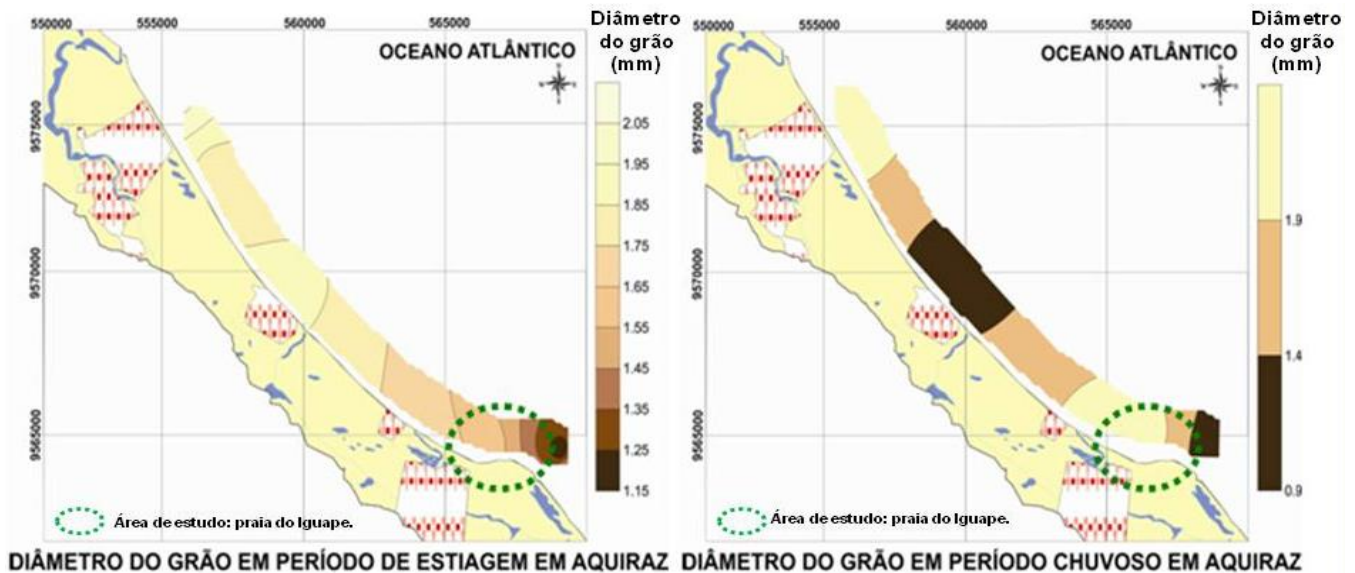 550000
555000
560000
565000
Diâmetro
do grão
(mm)
OCEANO ATLÂNTICO
9575000
9570000
9565000
2.05
1.95
1.85
1.75
1.65
1.55
1.45
1.35
1.25
1.15
Área de estudo: praia do Iguape.
DIÂMETRO DO GRÃO EM PERÍODO DE ESTIAGEM EM AQUIRAZ
550000
555000
560000
565000
Diâmetro
do grão
(mm)
OCEANO ATLÂNTICO
9575000
9570000
9565000
1.9
1.4
0.9
Área de estudo: praia do Iguape.
DIÂMETRO DO GRÃO EM PERÍODO CHUVOSO EM AQUIRAZ